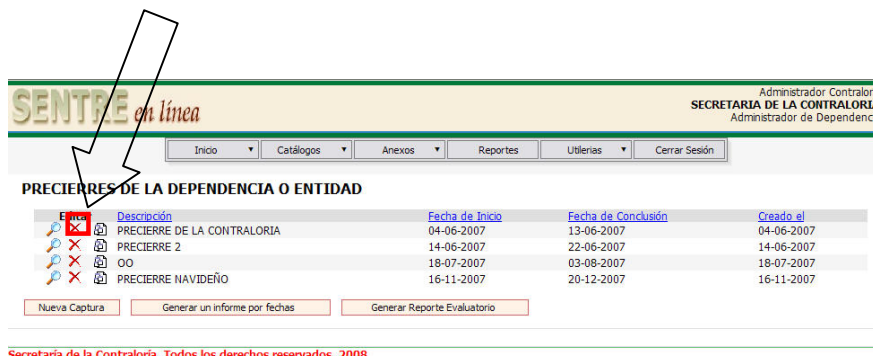 SENTRE en línea
Administrador Contralor
SECRETARIA DE LA CONTRALORIA
Administrador de Dependenc
Inicio Catálogos Anexos Reportes Utilerias Cerrar Sesión
PRECIERRES DE LA DEPENDENCIA O ENTIDAD
Editar Descripción Fecha de Inicio Fecha de Conclusión Creado el
PRECIERRE DE LA CONTRALORIA 04-06-2007 13-06-2007 04-06-2007
PRECIERRE 2 14-06-2007 22-06-2007 14-06-2007
OO 18-07-2007 03-08-2007 18-07-2007
PRECIERRE NAVIDEÑO 16-11-2007 20-12-2007 16-11-2007
Nueva Captura Generar un informe por fechas Generar Reporte Evaluatorio
Secretaría de la Contraloría. Todos los derechos reservados. 2008